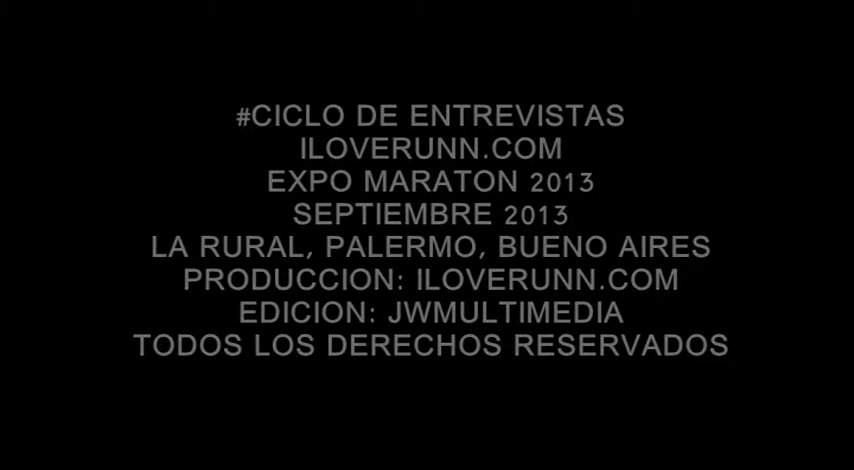 #CICLO DE ENTREVISTAS
ILOVERUNN.COM
EXPO MARATON 2013
SEPTIEMBRE 2013
LA RURAL, PALERMO, BUENO AIRES
PRODUCCION: ILOVERUNN.COM
EDICION: JWMULTIMEDIA
TODOS LOS DERECHOS RESERVADOS